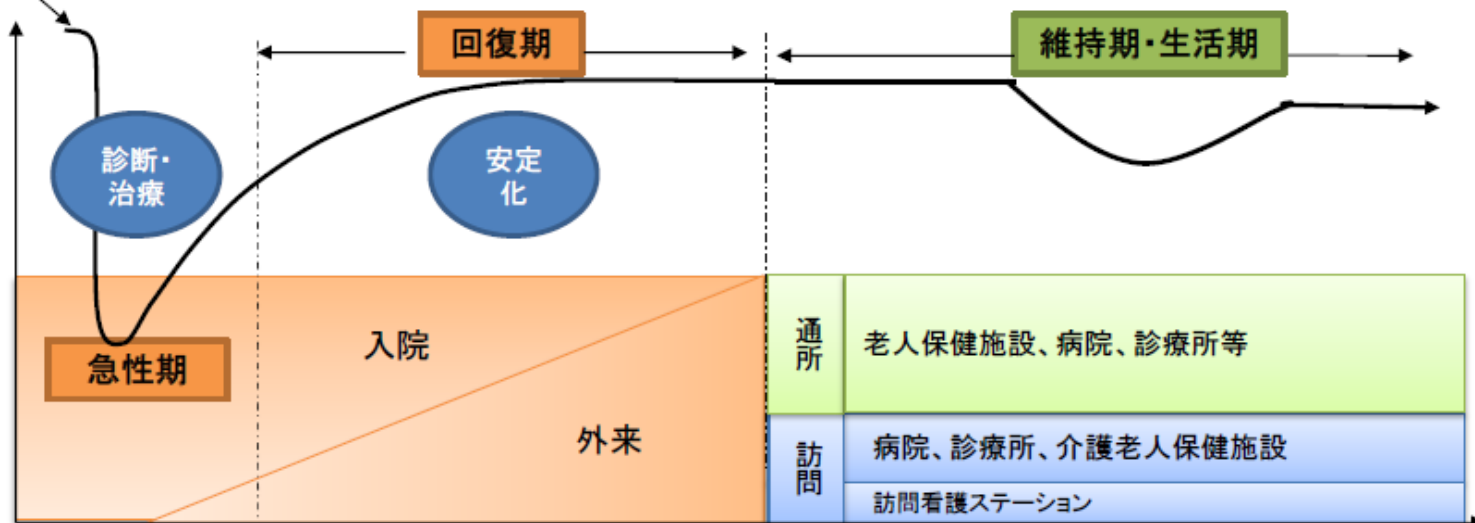 回復期
維持期・生活期
診断・
治療
安定
化
急性期
入院
外来
通所
老人保健施設、病院、診療所等
訪問
病院、診療所、介護老人保健施設
訪問看護ステーション